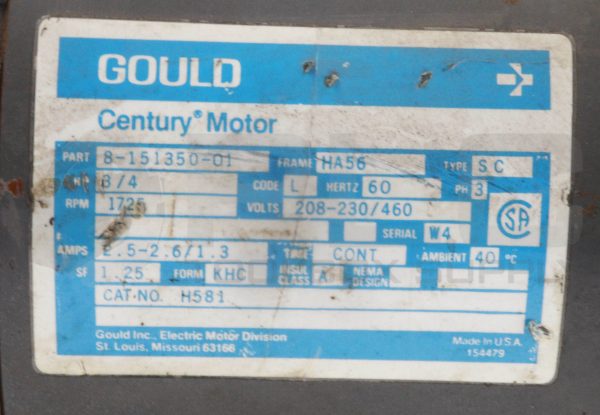 GOULD
Century® Motor
PART 8-151350-01 FRAME HA56 TYPE SC
HP 3/4 CODE L HERTZ 60 PH 3
RPM 1725 VOLTS 208-230/460
SERIAL W4
AMPS 2.5-2.6/1.3 TIME CONT AMBIENT 40 °C
SF 1.25 FORM KHC INSUL CLASS A NEMA DESIGN
CAT·NO. H581
Gould Inc., Electric Motor Division
St. Louis, Missouri 63166
Made in U.S.A.
154479
SA